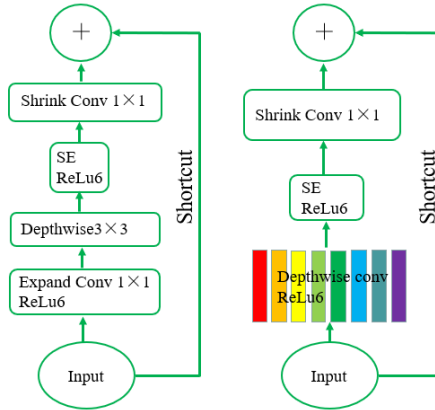 +
Shrink Conv 1×1
SE
ReLu6
Depthwise3×3
Expand Conv 1×1
ReLu6
Input
Shortcut
+
Shrink Conv 1×1
SE
ReLu6
Depthwise conv
ReLu6
Input
Shortcut